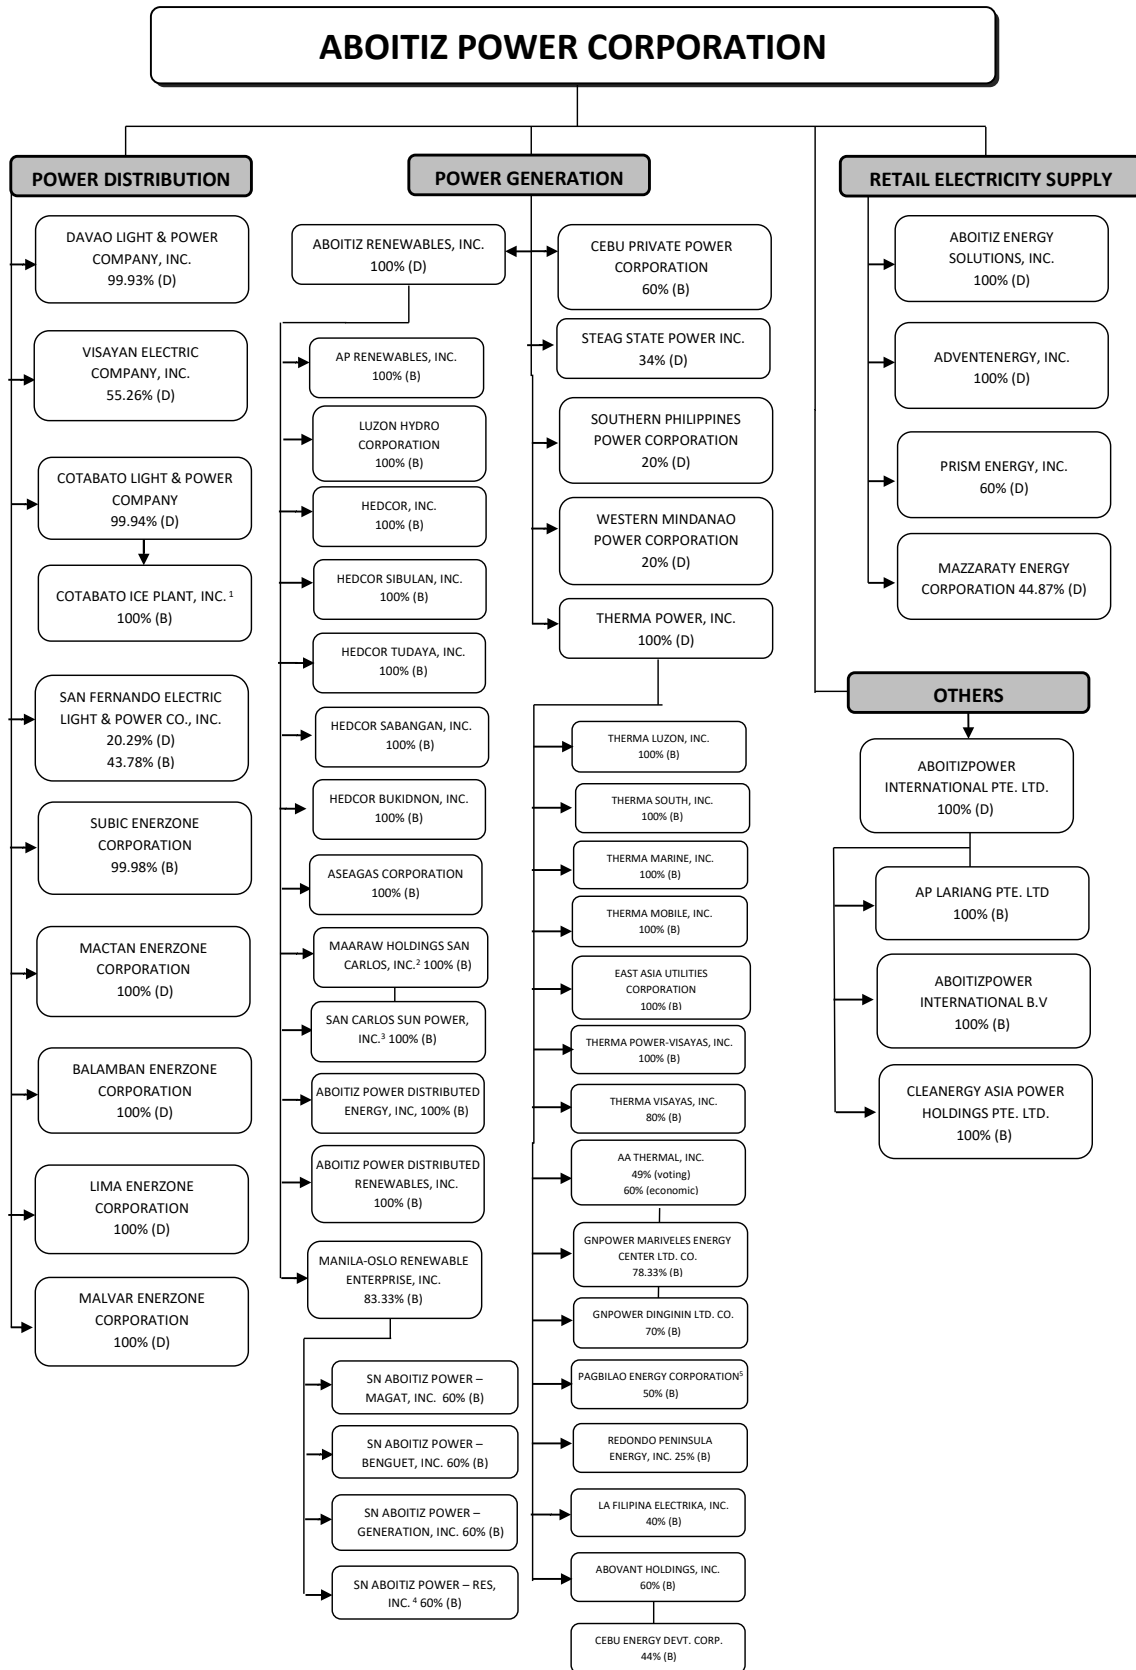 ABOITIZ POWER CORPORATION
POWER DISTRIBUTION
DAVAO LIGHT & POWER
COMPANY, INC.
99.93% (D)
VISAYAN ELECTRIC
COMPANY, INC.
55.26% (D)
COTABATO LIGHT & POWER
COMPANY
99.94% (D)
COTABATO ICE PLANT, INC. 1
100% (B)
SAN FERNANDO ELECTRIC
LIGHT & POWER CO., INC.
20.29% (D)
43.78% (B)
SUBIC ENERZONE
CORPORATION
99.98% (B)
MACTAN ENERZONE
CORPORATION
100% (D)
BALAMBAN ENERZONE
CORPORATION
100% (D)
LIMA ENERZONE
CORPORATION
100% (D)
MALVAR ENERZONE
CORPORATION
100% (D)
POWER GENERATION
ABOITIZ RENEWABLES, INC.
100% (D)
AP RENEWABLES, INC.
100% (B)
LUZON HYDRO
CORPORATION
100% (B)
HEDCOR, INC.
100% (B)
HEDCOR SIBULAN, INC.
100% (B)
HEDCOR TUDAYA, INC.
100% (B)
HEDCOR SABANGAN, INC.
100% (B)
HEDCOR BUKIDNON, INC.
100% (B)
ASEAGAS CORPORATION
100% (B)
MAARAW HOLDINGS SAN
CARLOS, INC.2 100% (B)
SAN CARLOS SUN POWER,
INC.3 100% (B)
ABOITIZ POWER DISTRIBUTED
ENERGY, INC, 100% (B)
ABOITIZ POWER DISTRIBUTED
RENEWABLES, INC.
100% (B)
MANILA-OSLO RENEWABLE
ENTERPRISE, INC.
83.33% (B)
SN ABOITIZ POWER –
MAGAT, INC. 60% (B)
SN ABOITIZ POWER –
BENGUET, INC. 60% (B)
SN ABOITIZ POWER –
GENERATION, INC. 60% (B)
SN ABOITIZ POWER – RES,
INC. 4 60% (B)
CEBU PRIVATE POWER
CORPORATION
60% (B)
STEAG STATE POWER INC.
34% (D)
SOUTHERN PHILIPPINES
POWER CORPORATION
20% (D)
WESTERN MINDANAO
POWER CORPORATION
20% (D)
THERMA POWER, INC.
100% (D)
THERMA LUZON, INC.
100% (B)
THERMA SOUTH, INC.
100% (B)
THERMA MARINE, INC.
100% (B)
THERMA MOBILE, INC.
100% (B)
EAST ASIA UTILITIES
CORPORATION
100% (B)
THERMA POWER-VISAYAS, INC.
100% (B)
THERMA VISAYAS, INC.
80% (B)
AA THERMAL, INC.
49% (voting)
60% (economic)
GNPOWER MARIVELES ENERGY
CENTER LTD. CO.
78.33% (B)
GNPOWER DINGININ LTD. CO.
70% (B)
PAGBILAO ENERGY CORPORATION5
50% (B)
REDONDO PENINSULA
ENERGY, INC. 25% (B)
LA FILIPINA ELECTRIKA, INC.
40% (B)
ABOVANT HOLDINGS, INC.
60% (B)
CEBU ENERGY DEVT. CORP.
44% (B)
RETAIL ELECTRICITY SUPPLY
ABOITIZ ENERGY
SOLUTIONS, INC.
100% (D)
ADVENTENERGY, INC.
100% (D)
PRISM ENERGY, INC.
60% (D)
MAZZARATY ENERGY
CORPORATION 44.87% (D)
OTHERS
ABOITIZPOWER
INTERNATIONAL PTE. LTD.
100% (D)
AP LARIANG PTE. LTD
100% (B)
ABOITIZPOWER
INTERNATIONAL B.V
100% (B)
CLEANERGY ASIA POWER
HOLDINGS PTE. LTD.
100% (B)